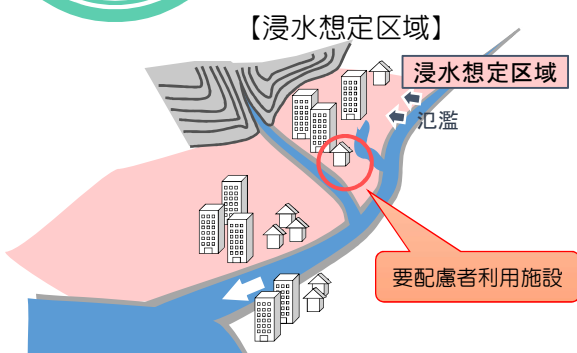 【浸水想定区域】
浸水想定区域
氾濫
要配慮者利用施設